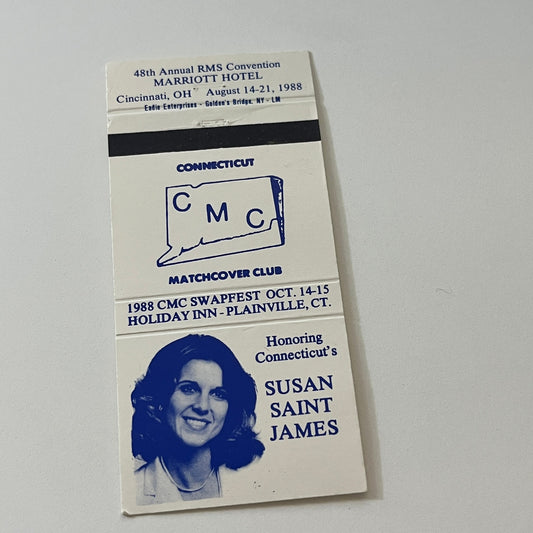 48th Annual RMS Convention
MARRIOTT HOTEL
Cincinnati, OH August 14-21, 1988
Eadie Enterprises - Golden's Bridge, NY - LM
CONNECTICUT
C M C
MATCHCOVER CLUB
1988 CMC SWAPFEST OCT. 14-15
HOLIDAY INN - PLAINVILLE, CT.
Honoring
Connecticut's
SUSAN
SAINT
JAMES